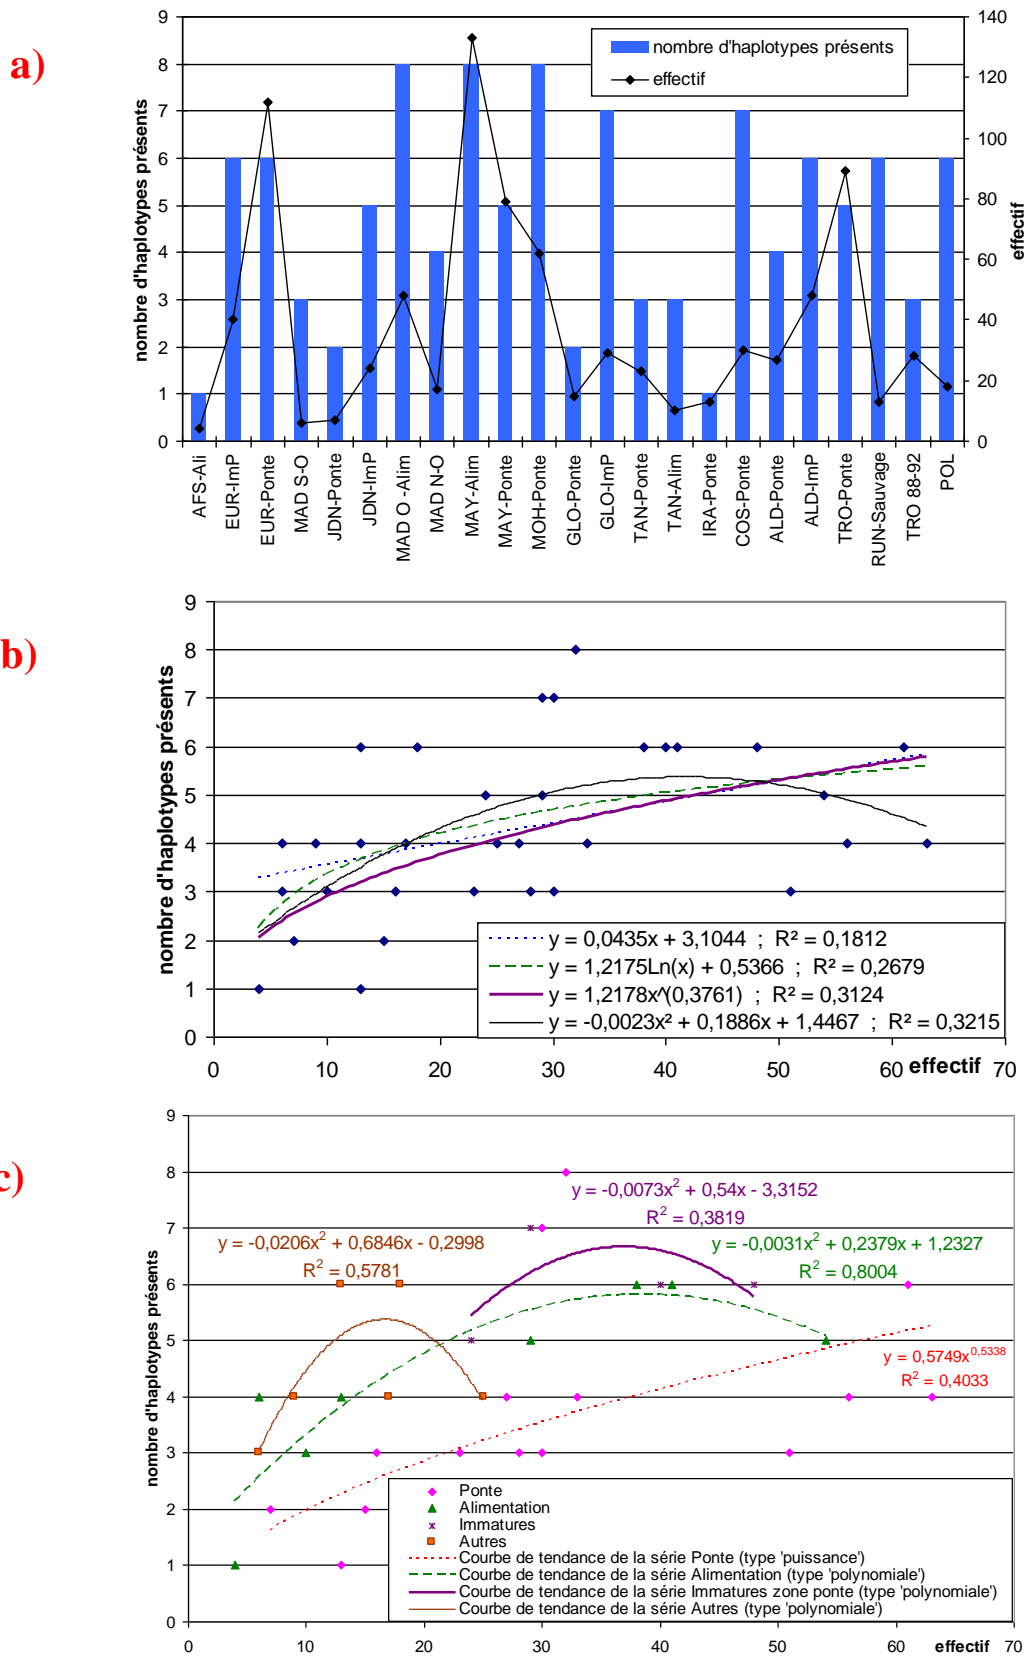 a)
nombre d'haplotypes présents
effectif
9
8
7
6
5
4
3
2
1
0
140
120
100
80
60
40
20
0
nombre d'haplotypes présents
effectif
AFS-Ali
EUR-ImP
EUR-Ponte
MAD S-O
JDN-Ponte
JDN-ImP
MAD O -Alim
MAD N-O
MAY-Alim
MAY-Ponte
MOH-Ponte
GLO-Ponte
GLO-ImP
TAN-Ponte
TAN-Alim
IRA-Ponte
COS-Ponte
ALD-Ponte
ALD-ImP
TRO-Ponte
RUN-Sauvage
TRO 88-92
POL
b)
nombre d'haplotypes présents
9
8
7
6
5
4
3
2
1
0
y = 0,0435x + 3,1044 ; R² = 0,1812
y = 1,2175Ln(x) + 0,5366 ; R² = 0,2679
y = 1,2178x^(0,3761) ; R² = 0,3124
y = -0,0023x² + 0,1886x + 1,4467 ; R² = 0,3215
0 10 20 30 40 50 60 effectif 70
c)
nombre d'haplotypes présents
9
8
7
6
5
4
3
2
1
0
y = -0,0073x² + 0,54x - 3,3152
R² = 0,3819
y = -0,0206x² + 0,6846x - 0,2998
R² = 0,5781
y = -0,0031x² + 0,2379x + 1,2327
R² = 0,8004
y = 0,5749x^0,5338
R² = 0,4033
Ponte
Alimentation
Immatures
Autres
Courbe de tendance de la série Ponte (type 'puissance')
Courbe de tendance de la série Alimentation (type 'polynomiale')
Courbe de tendance de la série Immatures zone ponte (type 'polynomiale')
Courbe de tendance de la série Autres (type 'polynomiale')
0 10 20 30 40 50 60 effectif 70